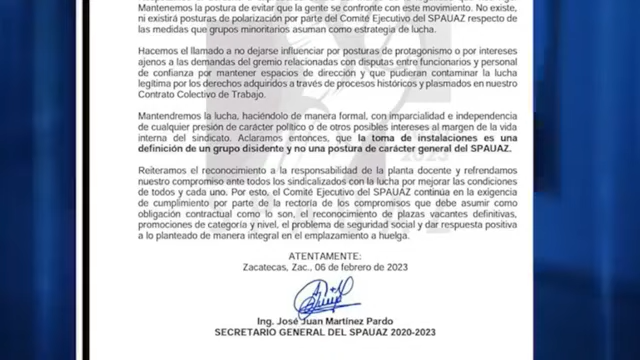 Mantenemos la postura de evitar que la gente se confronte con este movimiento. No existe,
ni existirá posturas de polarización por parte del Comité Ejecutivo del SPAUAZ respecto de
las medidas que grupos minoritarios asuman como estrategia de lucha.
Hacemos el llamado a no dejarse influenciar por posturas de protagonismo o por intereses
ajenos a las demandas del gremio relacionadas con disputas entre funcionarios y personal
de confianza por mantener espacios de dirección y que pudieran contaminar la lucha
legítima por los derechos adquiridos a través de procesos históricos y plasmados en nuestro
Contrato Colectivo de Trabajo.
Mantendremos la lucha, haciéndolo de manera formal, con imparcialidad e independencia
de cualquier presión de carácter político o de otros posibles intereses al margen de la vida
interna del sindicato. Aclaramos entonces, que la toma de instalaciones es una
definición de un grupo disidente y no una postura de carácter general del SPAUAZ.
2023
Reiteramos el reconocimiento a la responsabilidad de la planta docente y refrendamos
nuestro compromiso ante todos los sindicalizados con la lucha por mejorar las condiciones
de todos y cada uno. Por esto, el Comité Ejecutivo del SPAUAZ continúa en la exigencia
de cumplimiento por parte de la rectoría de los compromisos que debe asumir como
obligación contractual como lo son, el reconocimiento de plazas vacantes definitivas,
promociones de categoría y nivel, el problema de seguridad social y dar respuesta positiva
a lo planteado de manera integral en el emplazamiento a huelga.
ATENTAMENTE:
Zacatecas, Zac., 06 de febrero de 2023
Ing. José Juan Martínez Pardo
SECRETARIO GENERAL DEL SPAUAZ 2020-2023